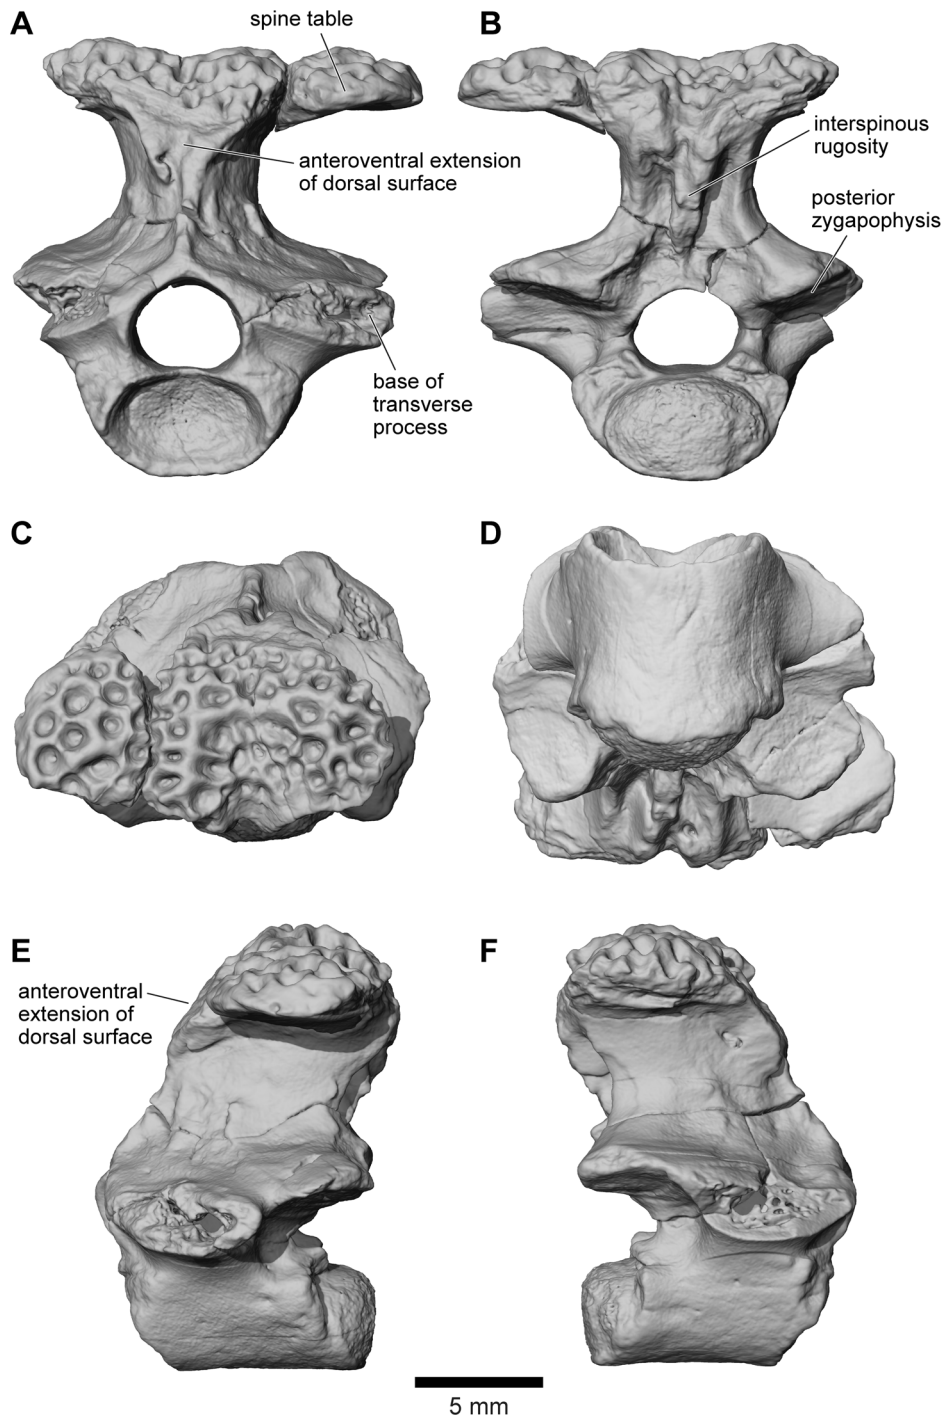 A
spine table
anteroventral extension
of dorsal surface
base of
transverse
process
B
interspinous
rugosity
posterior
zygapophysis
C
D
E
anteroventral
extension of
dorsal surface
F
5 mm